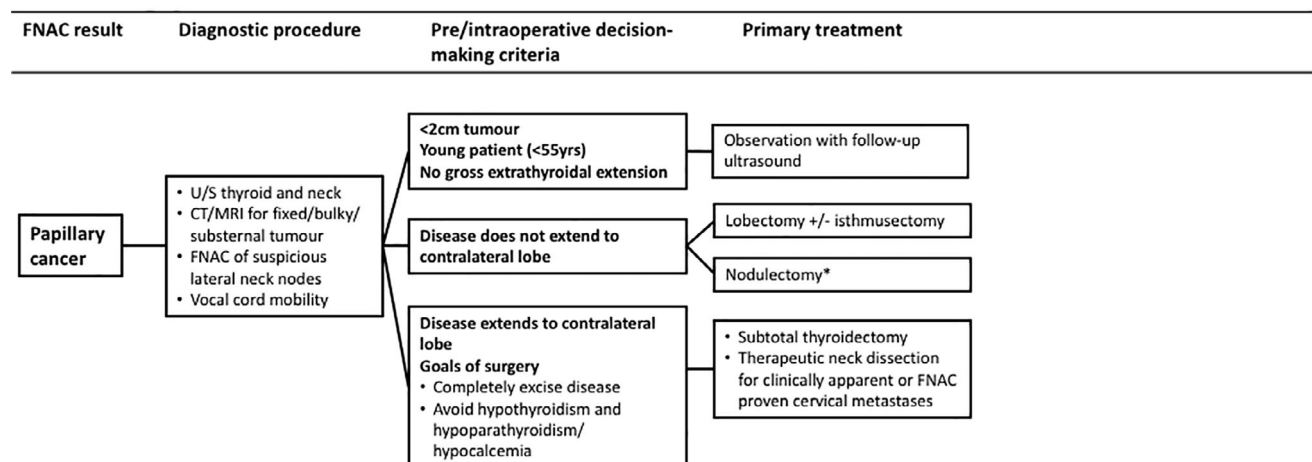 FNAC result
Diagnostic procedure
Pre/intraoperative decision-
making criteria
Primary treatment
Papillary
cancer
• U/S thyroid and neck
• CT/MRI for fixed/bulky/
substernal tumour
• FNAC of suspicious
lateral neck nodes
• Vocal cord mobility
<2cm tumour
Young patient (<55yrs)
No gross extrathyroidal extension
Observation with follow-up
ultrasound
Disease does not extend to
contralateral lobe
Lobectomy +/- isthmusectomy
Nodulectomy*
Disease extends to contralateral
lobe
Goals of surgery
• Completely excise disease
• Avoid hypothyroidism and
hypoparathyroidism/
hypocalcemia
• Subtotal thyroidectomy
• Therapeutic neck dissection
for clinically apparent or FNAC
proven cervical metastases